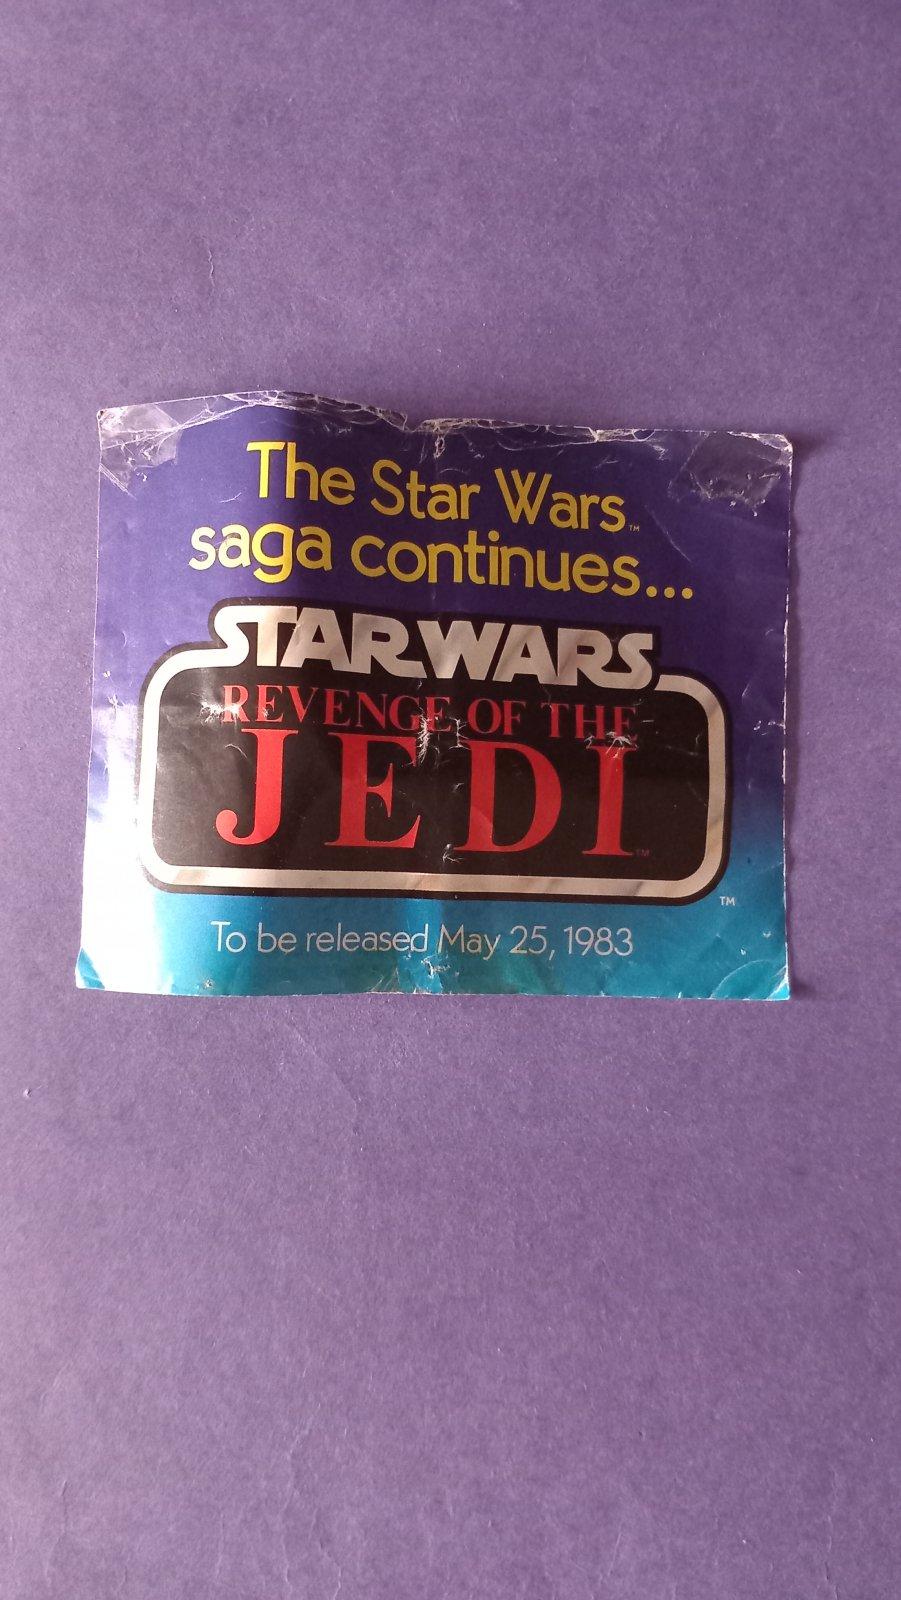 The Star Wars™
saga continues...
STAR WARS
REVENGE OF THE
JEDI™
TM
To be released May 25, 1983